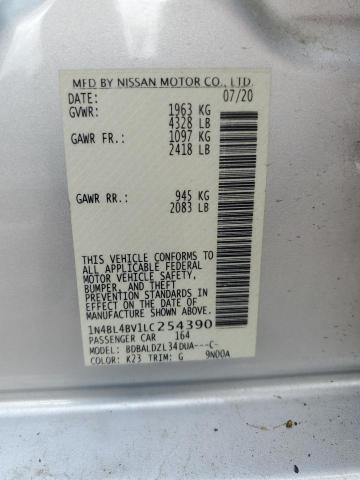 MFD BY NISSAN MOTOR CO., LTD.
DATE: 07/20
GVWR: 1963 KG
4328 LB
GAWR FR.: 1097 KG
2418 LB
GAWR RR.: 945 KG
2083 LB
THIS VEHICLE CONFORMS TO
ALL APPLICABLE FEDERAL
MOTOR VEHICLE SAFETY,
BUMPER, AND THEFT
PREVENTION STANDARDS
IN EFFECT ON THE DATE OF
MANUFACTURE SHOWN ABOVE.
1N4BL4BV1LC254390
PASSENGER CAR 164
MODEL: BDBALDZL34DUA---C-
COLOR: K23 TRIM: G 9N00A